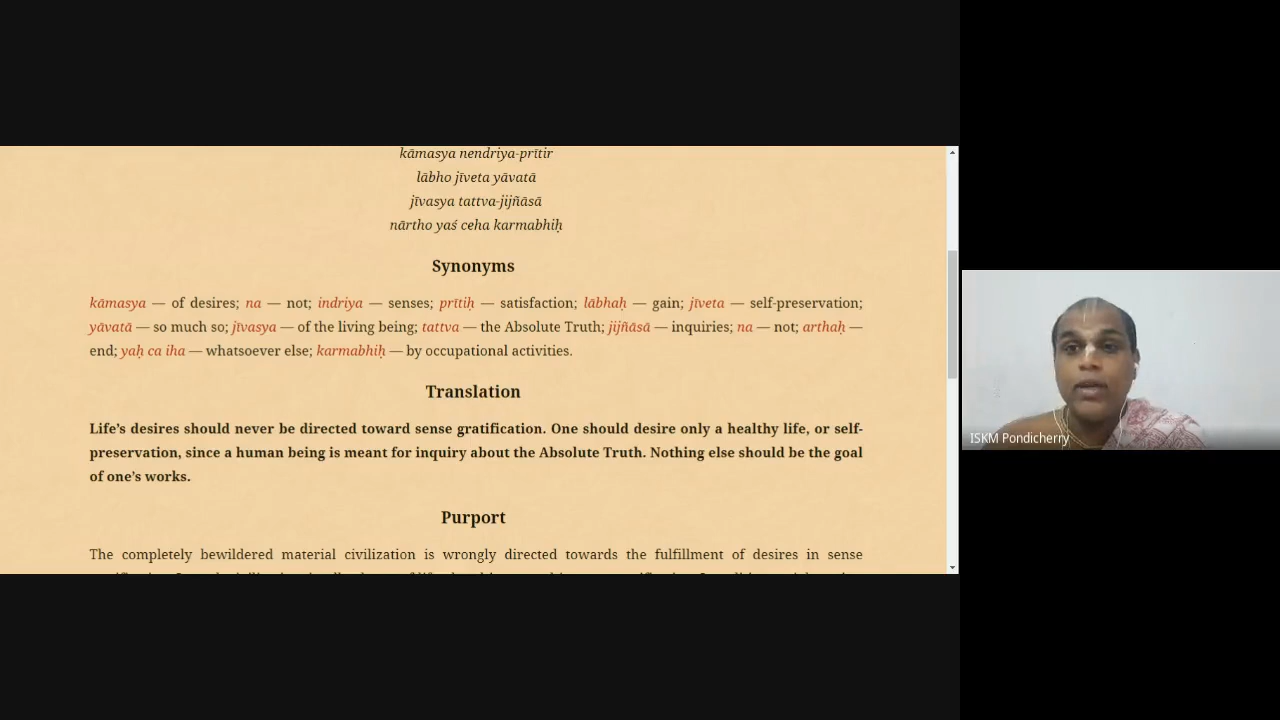 kāmasya nendriya-prītir
lābho jīveta yāvatā
jīvasya tattva-jijñāsā
nārtho yaś ceha karmabhiḥ
Synonyms
kāmasya — of desires; na — not; indriya — senses; prītiḥ — satisfaction; lābhaḥ — gain; jīveta — self-preservation;
yāvatā — so much so; jīvasya — of the living being; tattva — the Absolute Truth; jijñāsā — inquiries; na — not; arthaḥ —
end; yaḥ ca iha — whatsoever else; karmabhiḥ — by occupational activities.
Translation
Life’s desires should never be directed toward sense gratification. One should desire only a healthy life, or self-
preservation, since a human being is meant for inquiry about the Absolute Truth. Nothing else should be the goal
of one’s works.
Purport
The completely bewildered material civilization is wrongly directed towards the fulfillment of desires in sense
ISKM Pondicherry